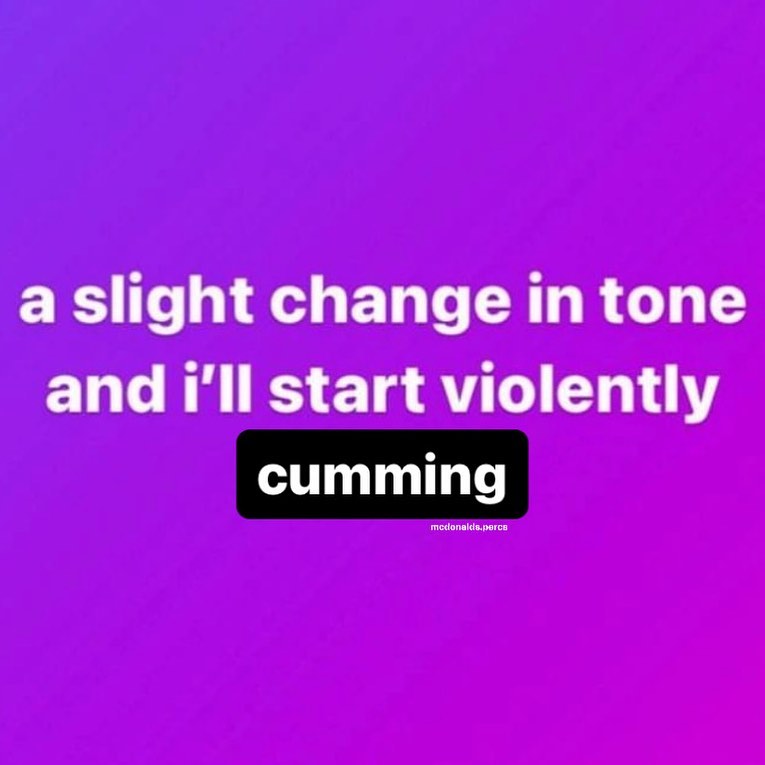 a slight change in tone
and i’ll start violently
cumming
mcdonalds.percs